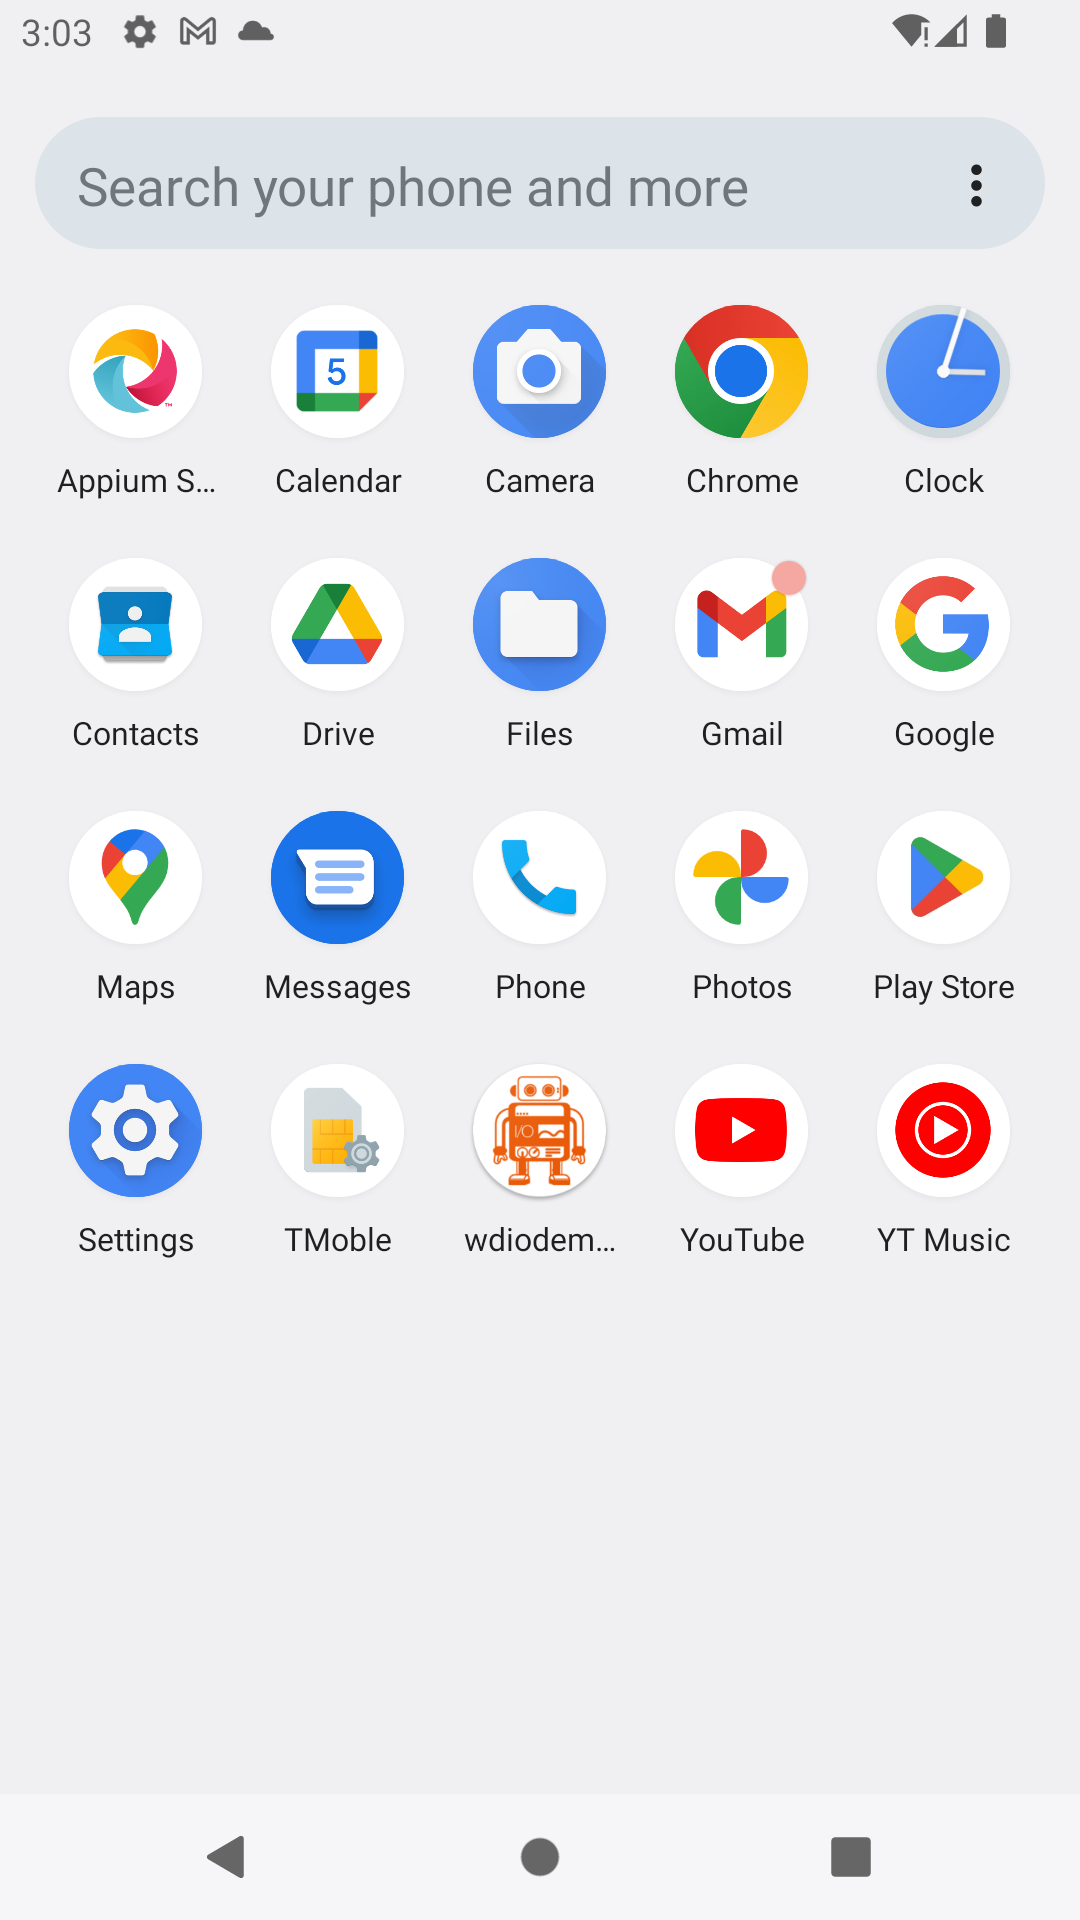 3:03
Search your phone and more
5
Appium S... Calendar Camera Chrome Clock
Contacts Drive Files Gmail Google
Maps Messages Phone Photos Play Store
I/O
Settings TMoble wdiodem... YouTube YT Music